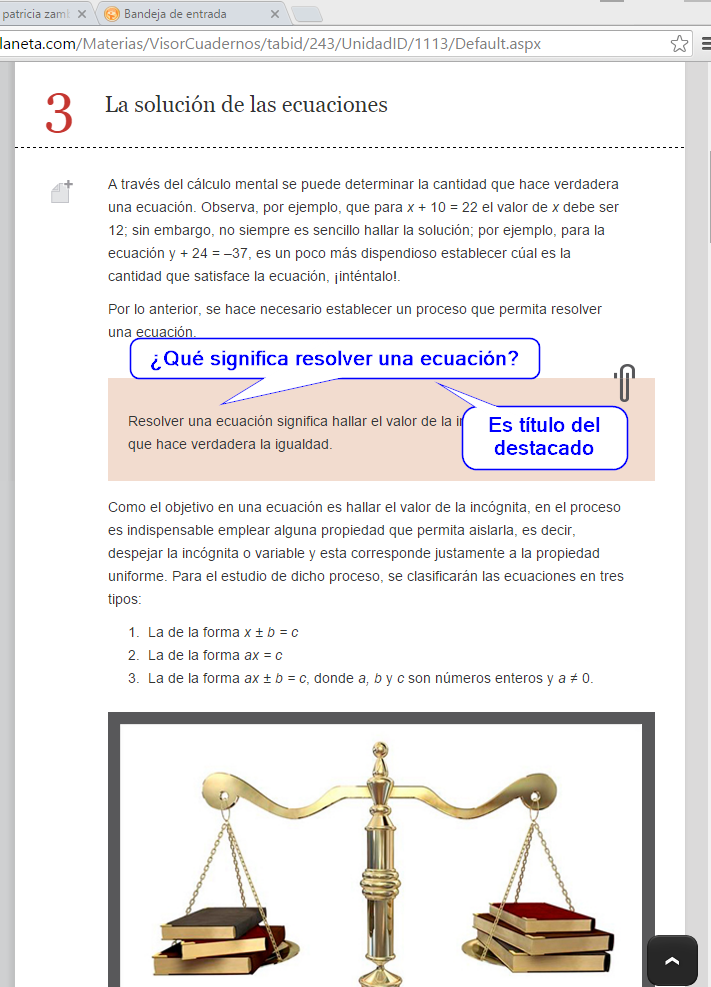 patricia zaml
Bandeja de entrada
laneta.com/Materias/VisorCuadernos/tabid/243/UnidadID/1113/Default.aspx
3 La solución de las ecuaciones
A través del cálculo mental se puede determinar la cantidad que hace verdadera
una ecuación. Observa, por ejemplo, que para x + 10 = 22 el valor de x debe ser
12; sin embargo, no siempre es sencillo hallar la solución; por ejemplo, para la
ecuación y + 24 = –37, es un poco más dispendioso establecer cúal es la
cantidad que satisface la ecuación, ¡inténtalo!.
Por lo anterior, se hace necesario establecer un proceso que permita resolver
una ecuación.
¿Qué significa resolver una ecuación?
Resolver una ecuación significa hallar el valor de la
que hace verdadera la igualdad.
Es título del
destacado
Como el objetivo en una ecuación es hallar el valor de la incógnita, en el proceso
es indispensable emplear alguna propiedad que permita aislarla, es decir,
despejar la incógnita o variable y esta corresponde justamente a la propiedad
uniforme. Para el estudio de dicho proceso, se clasificarán las ecuaciones en tres
tipos:
1. La de la forma x ± b = c
2. La de la forma ax = c
3. La de la forma ax ± b = c, donde a, b y c son números enteros y a ≠ 0.